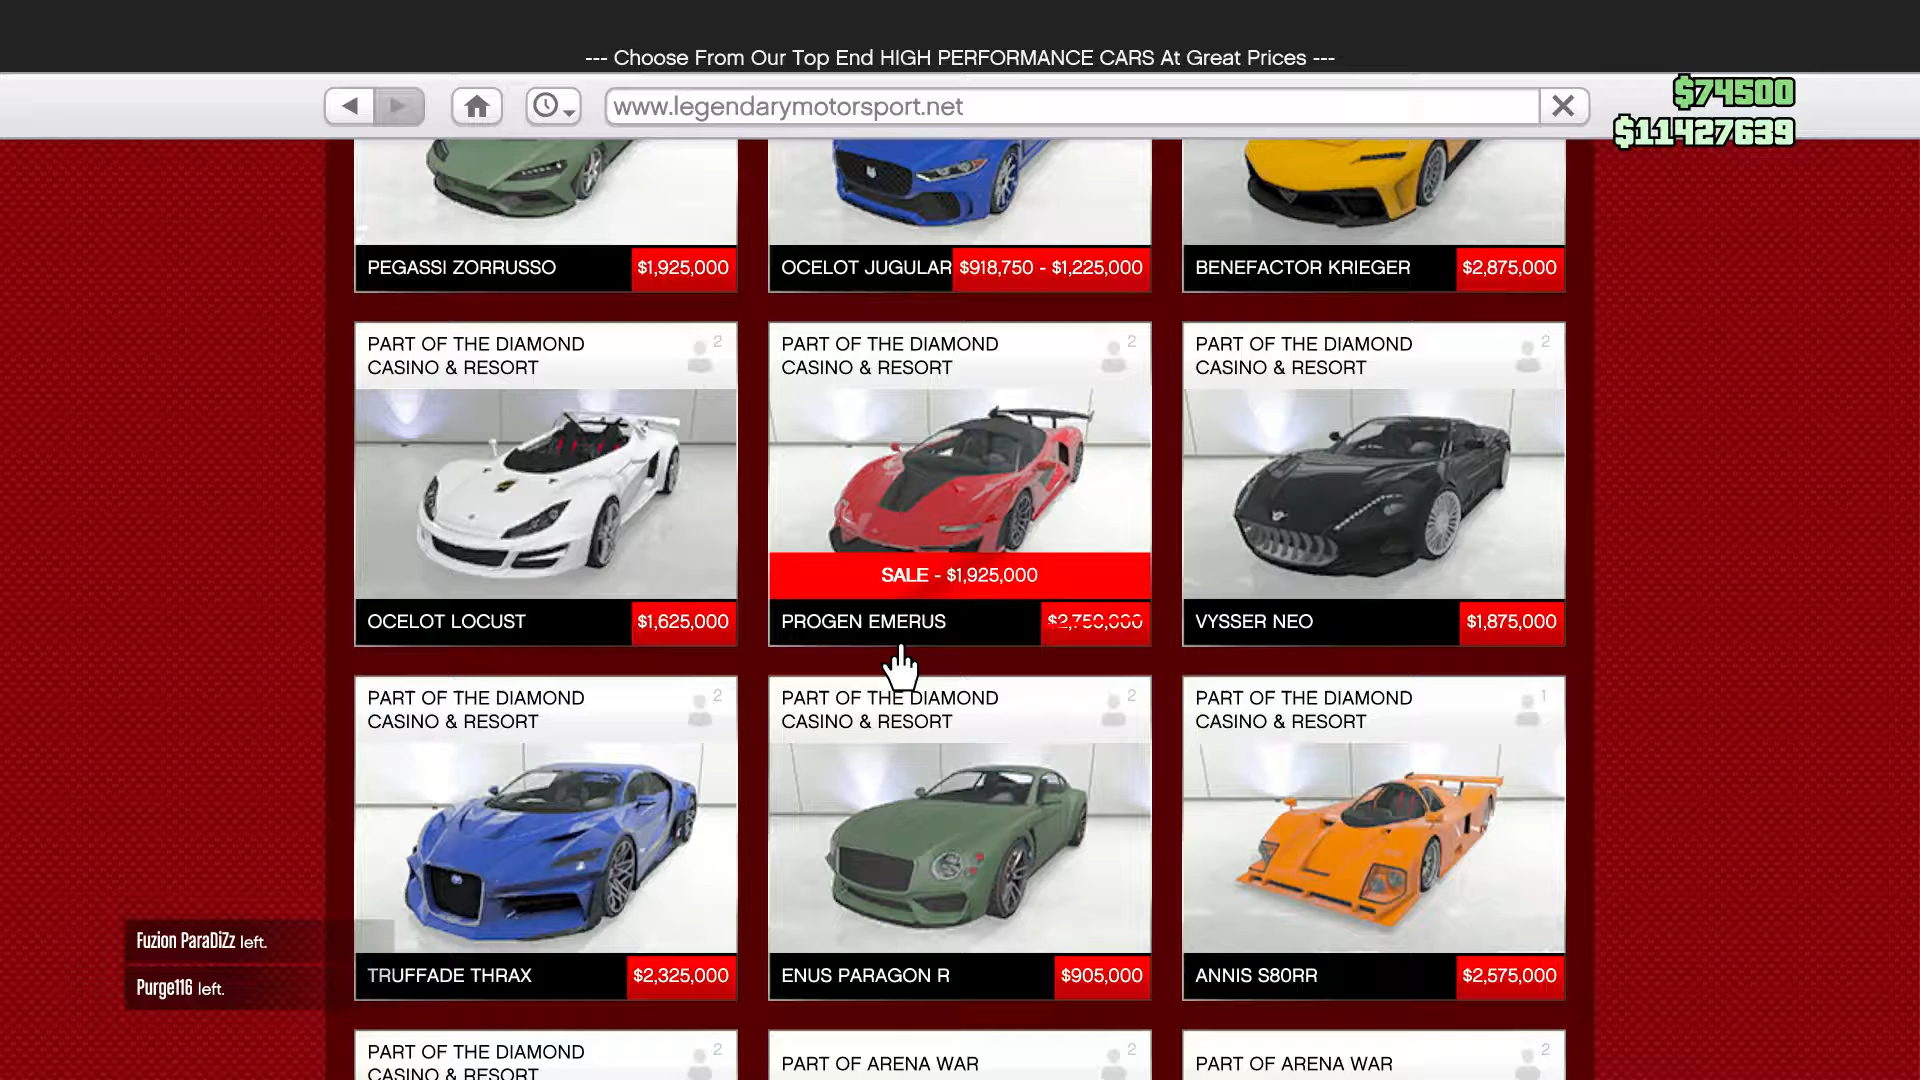 --- Choose From Our Top End HIGH PERFORMANCE CARS At Great Prices ---
www.legendarymotorsport.net
$74500
$11427639
PEGASSI ZORRUSSO $1,925,000
OCELOT JUGULAR $918,750 - $1,225,000
BENEFACTOR KRIEGER $2,875,000
PART OF THE DIAMOND
CASINO & RESORT
2
OCELOT LOCUST $1,625,000
PART OF THE DIAMOND
CASINO & RESORT
2
SALE - $1,925,000
PROGEN EMERUS $2,750,000
PART OF THE DIAMOND
CASINO & RESORT
2
VYSSER NEO $1,875,000
PART OF THE DIAMOND
CASINO & RESORT
2
TRUFFADE THRAX $2,325,000
PART OF THE DIAMOND
CASINO & RESORT
2
ENUS PARAGON R $905,000
PART OF THE DIAMOND
CASINO & RESORT
1
ANNIS S80RR $2,575,000
Fuzion ParaDiZz left.
Purge116 left.
PART OF THE DIAMOND
CASINO & RESORT
2
PART OF ARENA WAR
2
PART OF ARENA WAR
2